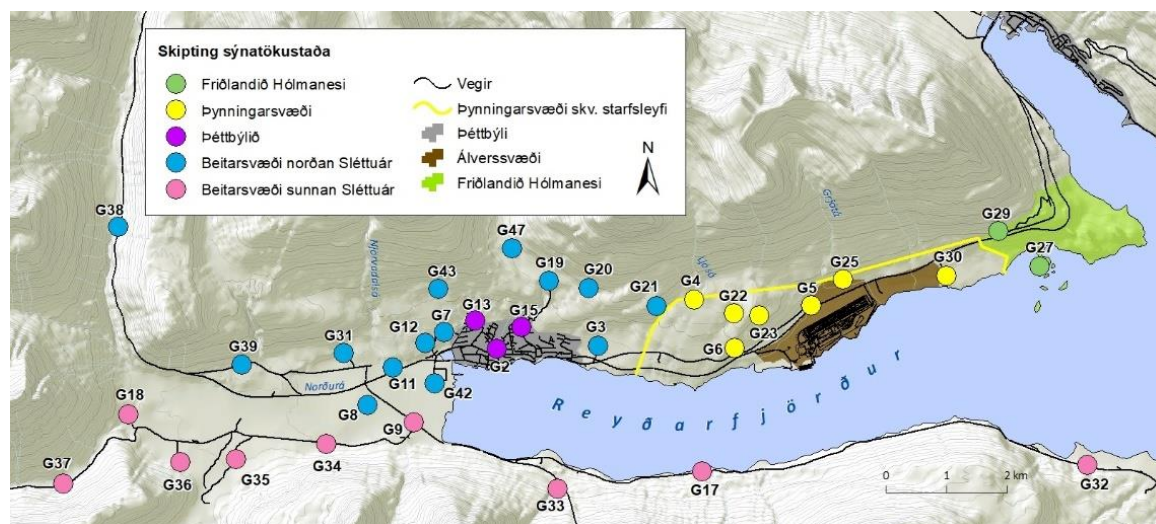 Skipting sýnatökustaða
Friðlandið Hólmanesi
Þynningarsvæði
Þéttbýlið
Beitarsvæði norðan Sléttuár
Beitarsvæði sunnan Sléttuár
Vegir
Þynningarsvæði skv. starfsleyfi
Þéttbýli
Álverssvæði
Friðlandið Hólmanesi
N
G38
G47
G43
G19
G20
G21
G4
Ljósá
Grjótá
G22
G23
G25
G5
G6
G29
G27
G30
Njörvadalsá
G13
G15
G7
G12
G2
G3
G31
G39
G11
Norðurá
G42
G8
G9
Reyðarfjörður
G18
G37
G36
G35
G34
G33
G17
G32
0 1 2 km